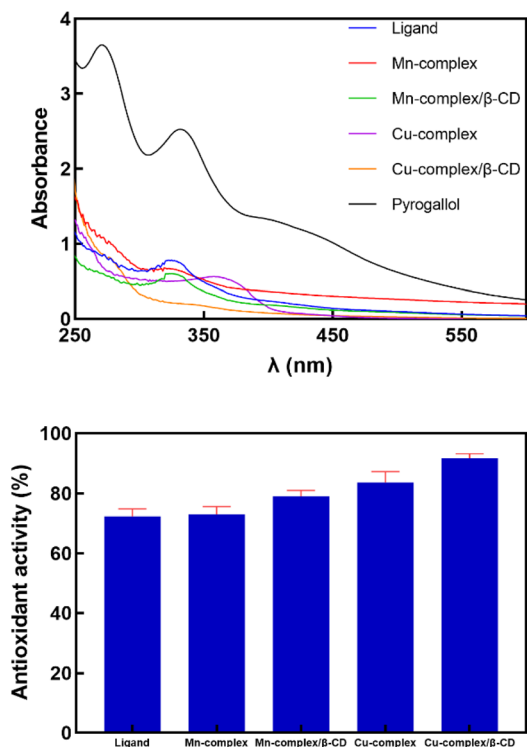 4
3
2
1
0
Absorbance
Ligand
Mn-complex
Mn-complex/β-CD
Cu-complex
Cu-complex/β-CD
Pyrogallol
250 350 450 550
λ (nm)
100
80
60
40
20
0
Antioxidant activity (%)
Ligand Mn-complex Mn-complex/β-CD Cu-complex Cu-complex/β-CD